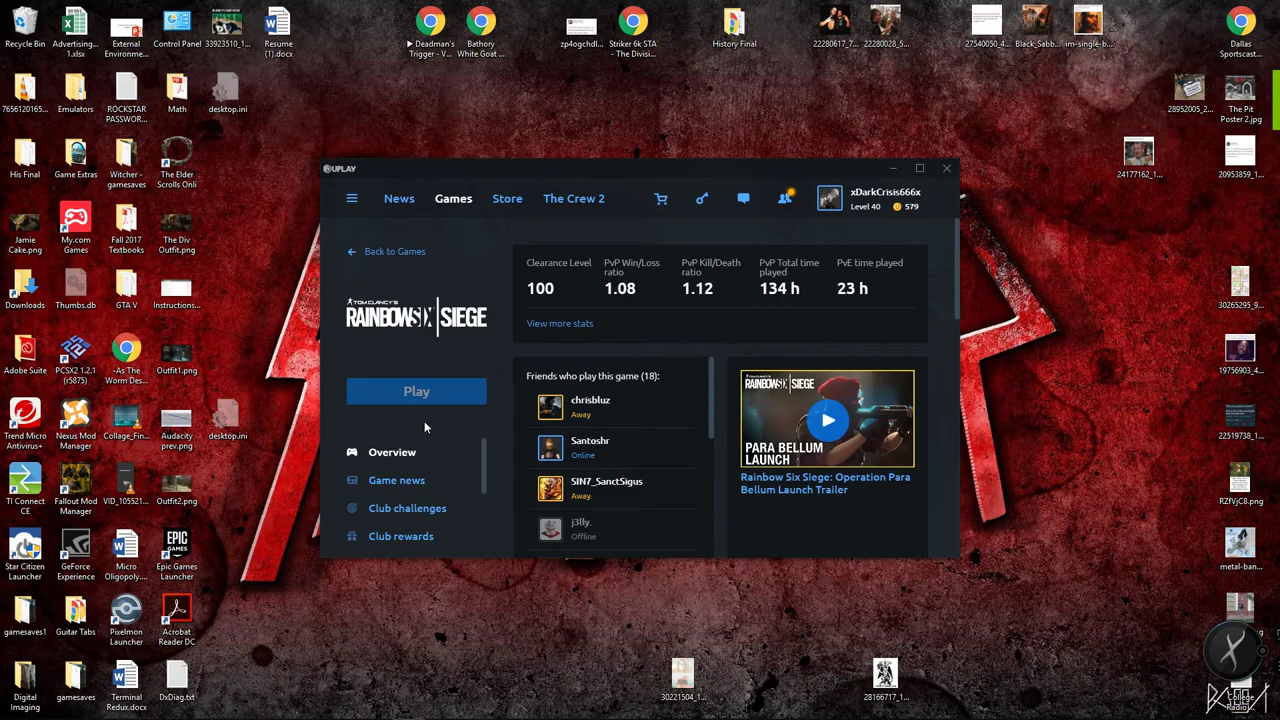 Recycle Bin
Advertising...
1.xlsx
External
Environme...
Control Panel
33923510_1...
Resume
(1).docx
▶ Deadman's
Trigger - V...
Bathory
White Goat ...
zp4ogchdl...
Striker 6k STA
The Divisi...
History Final
22280617_7...
22280028_5...
27540050_4...
Black_Sabb...
im-single-b...
Dallas
Sportscast...
7656120165...
Emulators
ROCKSTAR
PASSWOR...
Math
desktop.ini
28952005_2...
The Pit
Poster 2.jpg
His Final
Game Extras
Witcher -
gamesaves
The Elder
Scrolls Onli
24177162_1...
20953859_1...
Jamie
Cake.png
My.com
Games
Fall 2017
Textbooks
The Div
Outfit.png
Downloads
Thumbs.db
GTA V
Instructions...
30265295_9...
Adobe Suite
PCSX2 1.2.1
(r5875)
-As The
Worm Des...
Outfit1.png
19756903_4...
Trend Micro
Antivirus+
Nexus Mod
Manager
Collage_Fin...
Audacity
prev.png
desktop.ini
22519738_1...
TI Connect
CE
Fallout Mod
Manager
VID_105521...
Outfit2.png
RZfVjC8.png
Star Citizen
Launcher
GeForce
Experience
Micro
Oligopoly....
EPIC
GAMES
Epic Games
Launcher
metal-ban...
gamesaves1
Guitar Tabs
Pixelmon
Launcher
Acrobat
Reader DC
Digital
Imaging
gamesaves
Terminal
Redux.docx
DxDiag.txt
30221504_1...
28166717_1...
College
Radio...
UPLAY
News
Games
Store
The Crew 2
xDarkCrisis666x
Level 40
579
Back to Games
TOM CLANCY'S
RAINBOW SIX | SIEGE
Play
Overview
Game news
Club challenges
Club rewards
Clearance Level
100
PvP Win/Loss
ratio
1.08
PvP Kill/Death
ratio
1.12
PvP Total time
played
134 h
PvE time played
23 h
View more stats
Friends who play this game (18):
chrisbluz
Away
Santoshr
Online
SIN7_SanctSigus
Away
j3lly.
Offline
RAINBOW SIX | SIEGE
PARA BELLUM
LAUNCH
Rainbow Six Siege: Operation Para
Bellum Launch Trailer